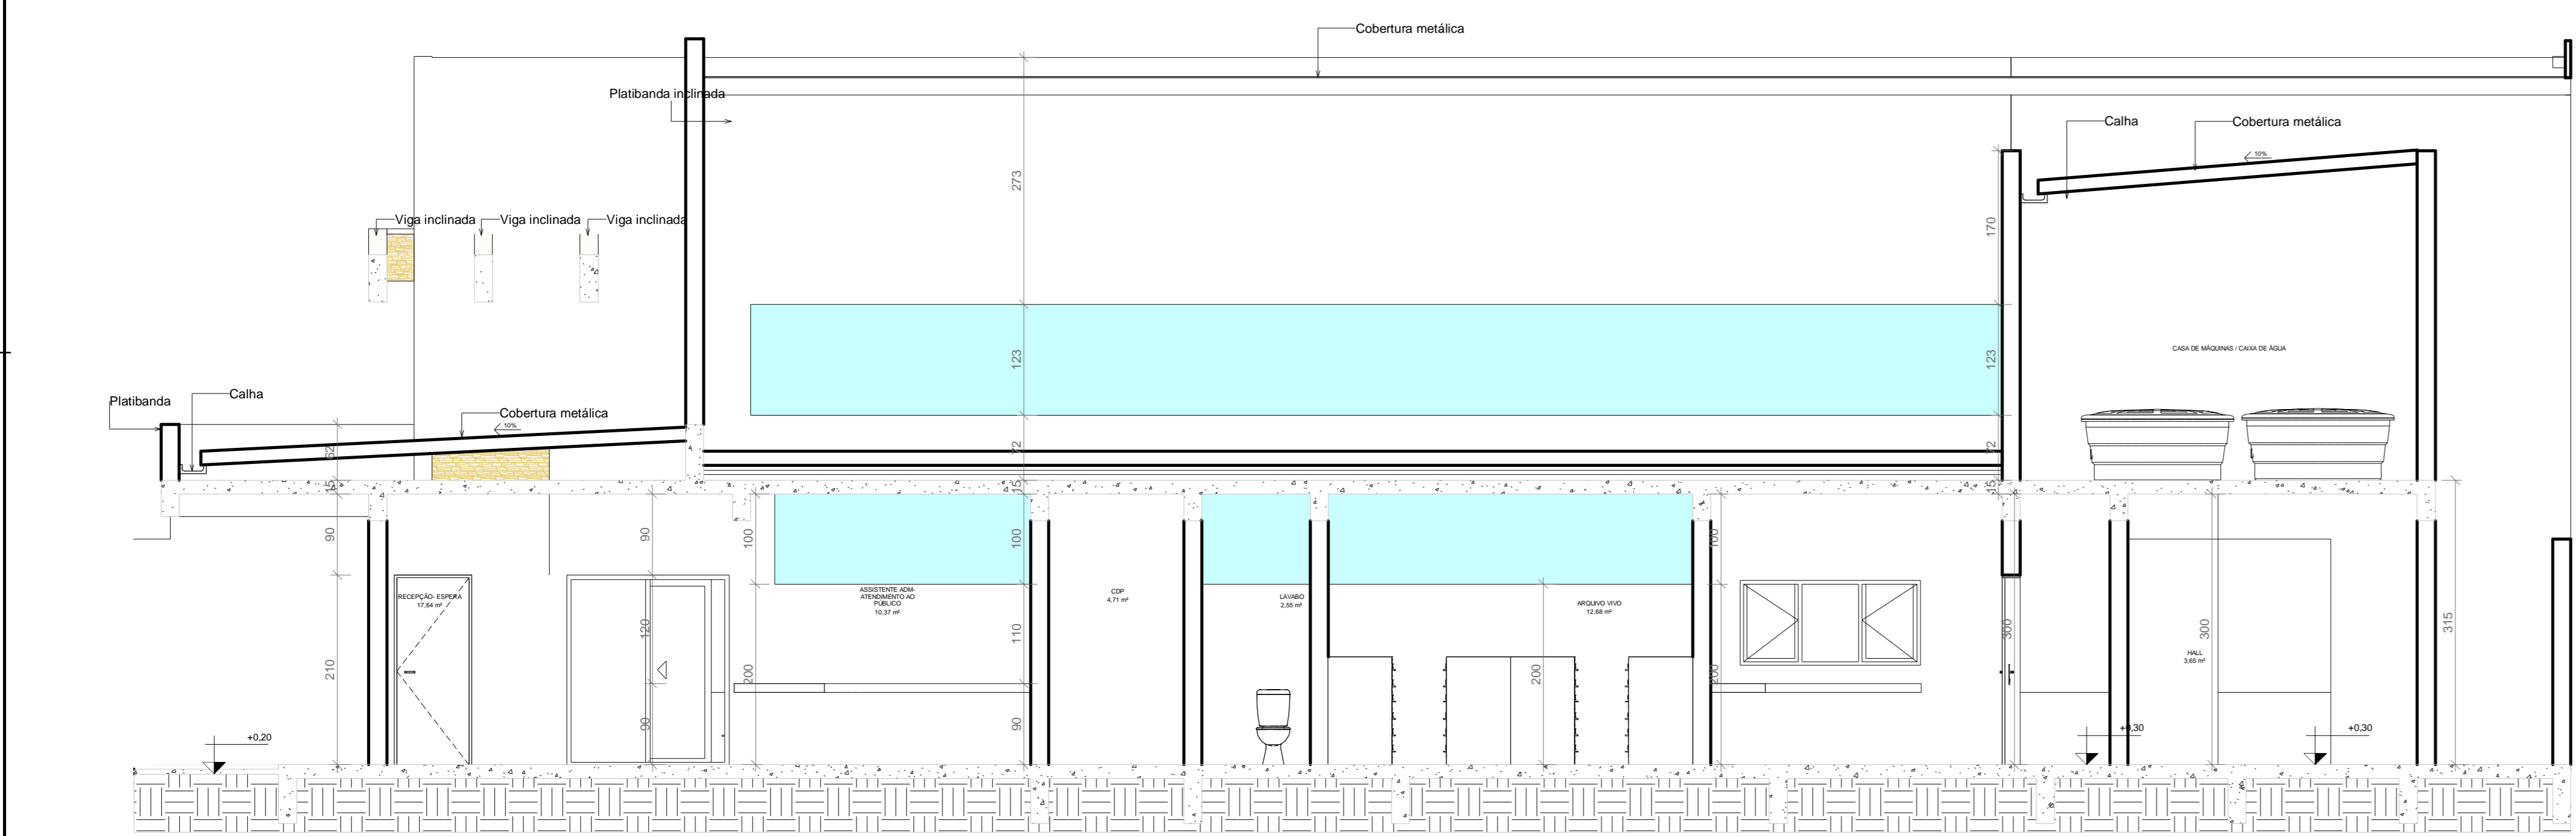 Cobertura metálica
Platibanda inclinada
Calha
Cobertura metálica
10%
273
170
Viga inclinada
Viga inclinada
Viga inclinada
123
123
CASA DE MÁQUINAS / CAIXA DE ÁGUA
Platibanda
Calha
Cobertura metálica
10%
62
72
72
15
15
15
90
90
100
100
100
RECEPÇÃO- ESPERA
17,64 m²
ASSISTENTE ADM-
ATENDIMENTO AO
PÚBLICO
10,37 m²
CDP
4,71 m²
LAVABO
2,55 m²
ARQUIVO VIVO
12,68 m²
HALL
3,65 m²
210
120
200
110
200
200
300
300
315
90
90
+0,20
+0,30
+0,30